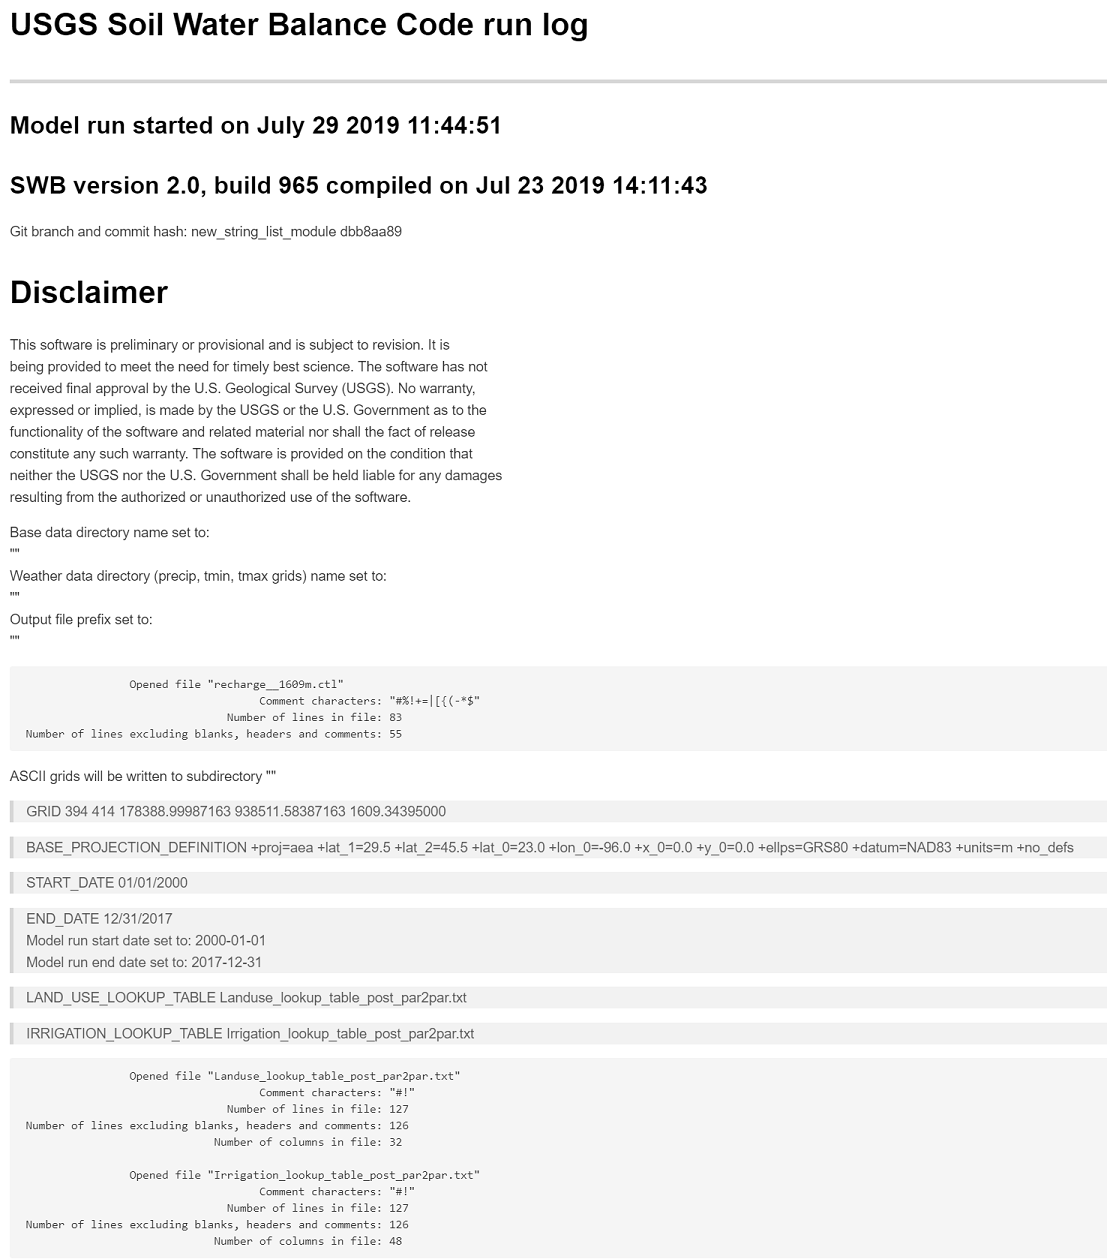 USGS Soil Water Balance Code run log
Model run started on July 29 2019 11:44:51
SWB version 2.0, build 965 compiled on Jul 23 2019 14:11:43
Git branch and commit hash: new_string_list_module dbb8aa89
Disclaimer
This software is preliminary or provisional and is subject to revision. It is
being provided to meet the need for timely best science. The software has not
received final approval by the U.S. Geological Survey (USGS). No warranty,
expressed or implied, is made by the USGS or the U.S. Government as to the
functionality of the software and related material nor shall the fact of release
constitute any such warranty. The software is provided on the condition that
neither the USGS nor the U.S. Government shall be held liable for any damages
resulting from the authorized or unauthorized use of the software.
Base data directory name set to:
""
Weather data directory (precip, tmin, tmax grids) name set to:
""
Output file prefix set to:
""
Opened file "recharge__1609m.ctl"
Comment characters: "#%!+=|[{(-*$"
Number of lines in file: 83
Number of lines excluding blanks, headers and comments: 55
ASCII grids will be written to subdirectory ""
GRID 394 414 178388.99987163 938511.58387163 1609.34395000
BASE_PROJECTION_DEFINITION +proj=aea +lat_1=29.5 +lat_2=45.5 +lat_0=23.0 +lon_0=-96.0 +x_0=0.0 +y_0=0.0 +ellps=GRS80 +datum=NAD83 +units=m +no_defs
START_DATE 01/01/2000
END_DATE 12/31/2017
Model run start date set to: 2000-01-01
Model run end date set to: 2017-12-31
LAND_USE_LOOKUP_TABLE Landuse_lookup_table_post_par2par.txt
IRRIGATION_LOOKUP_TABLE Irrigation_lookup_table_post_par2par.txt
Opened file "Landuse_lookup_table_post_par2par.txt"
Comment characters: "#!"
Number of lines in file: 127
Number of lines excluding blanks, headers and comments: 126
Number of columns in file: 32
Opened file "Irrigation_lookup_table_post_par2par.txt"
Comment characters: "#!"
Number of lines in file: 127
Number of lines excluding blanks, headers and comments: 126
Number of columns in file: 48